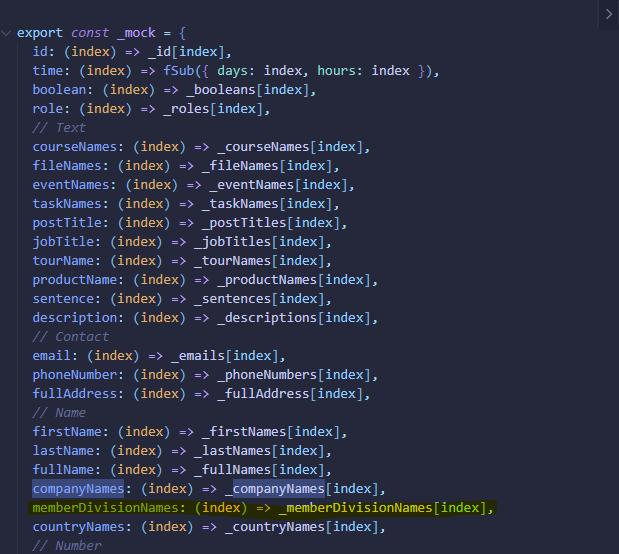 export const _mock = {
id: (index) => _id[index],
time: (index) => fSub({ days: index, hours: index }),
boolean: (index) => _booleans[index],
role: (index) => _roles[index],
// Text
courseNames: (index) => _courseNames[index],
fileNames: (index) => _fileNames[index],
eventNames: (index) => _eventNames[index],
taskNames: (index) => _taskNames[index],
postTitle: (index) => _postTitles[index],
jobTitle: (index) => _jobTitles[index],
tourName: (index) => _tourNames[index],
productName: (index) => _productNames[index],
sentence: (index) => _sentences[index],
description: (index) => _descriptions[index],
// Contact
email: (index) => _emails[index],
phoneNumber: (index) => _phoneNumbers[index],
fullAddress: (index) => _fullAddress[index],
// Name
firstName: (index) => _firstNames[index],
lastName: (index) => _lastNames[index],
fullName: (index) => _fullNames[index],
companyNames: (index) => _companyNames[index],
memberDivisionNames: (index) => _memberDivisionNames[index],
countryNames: (index) => _countryNames[index],
// Number